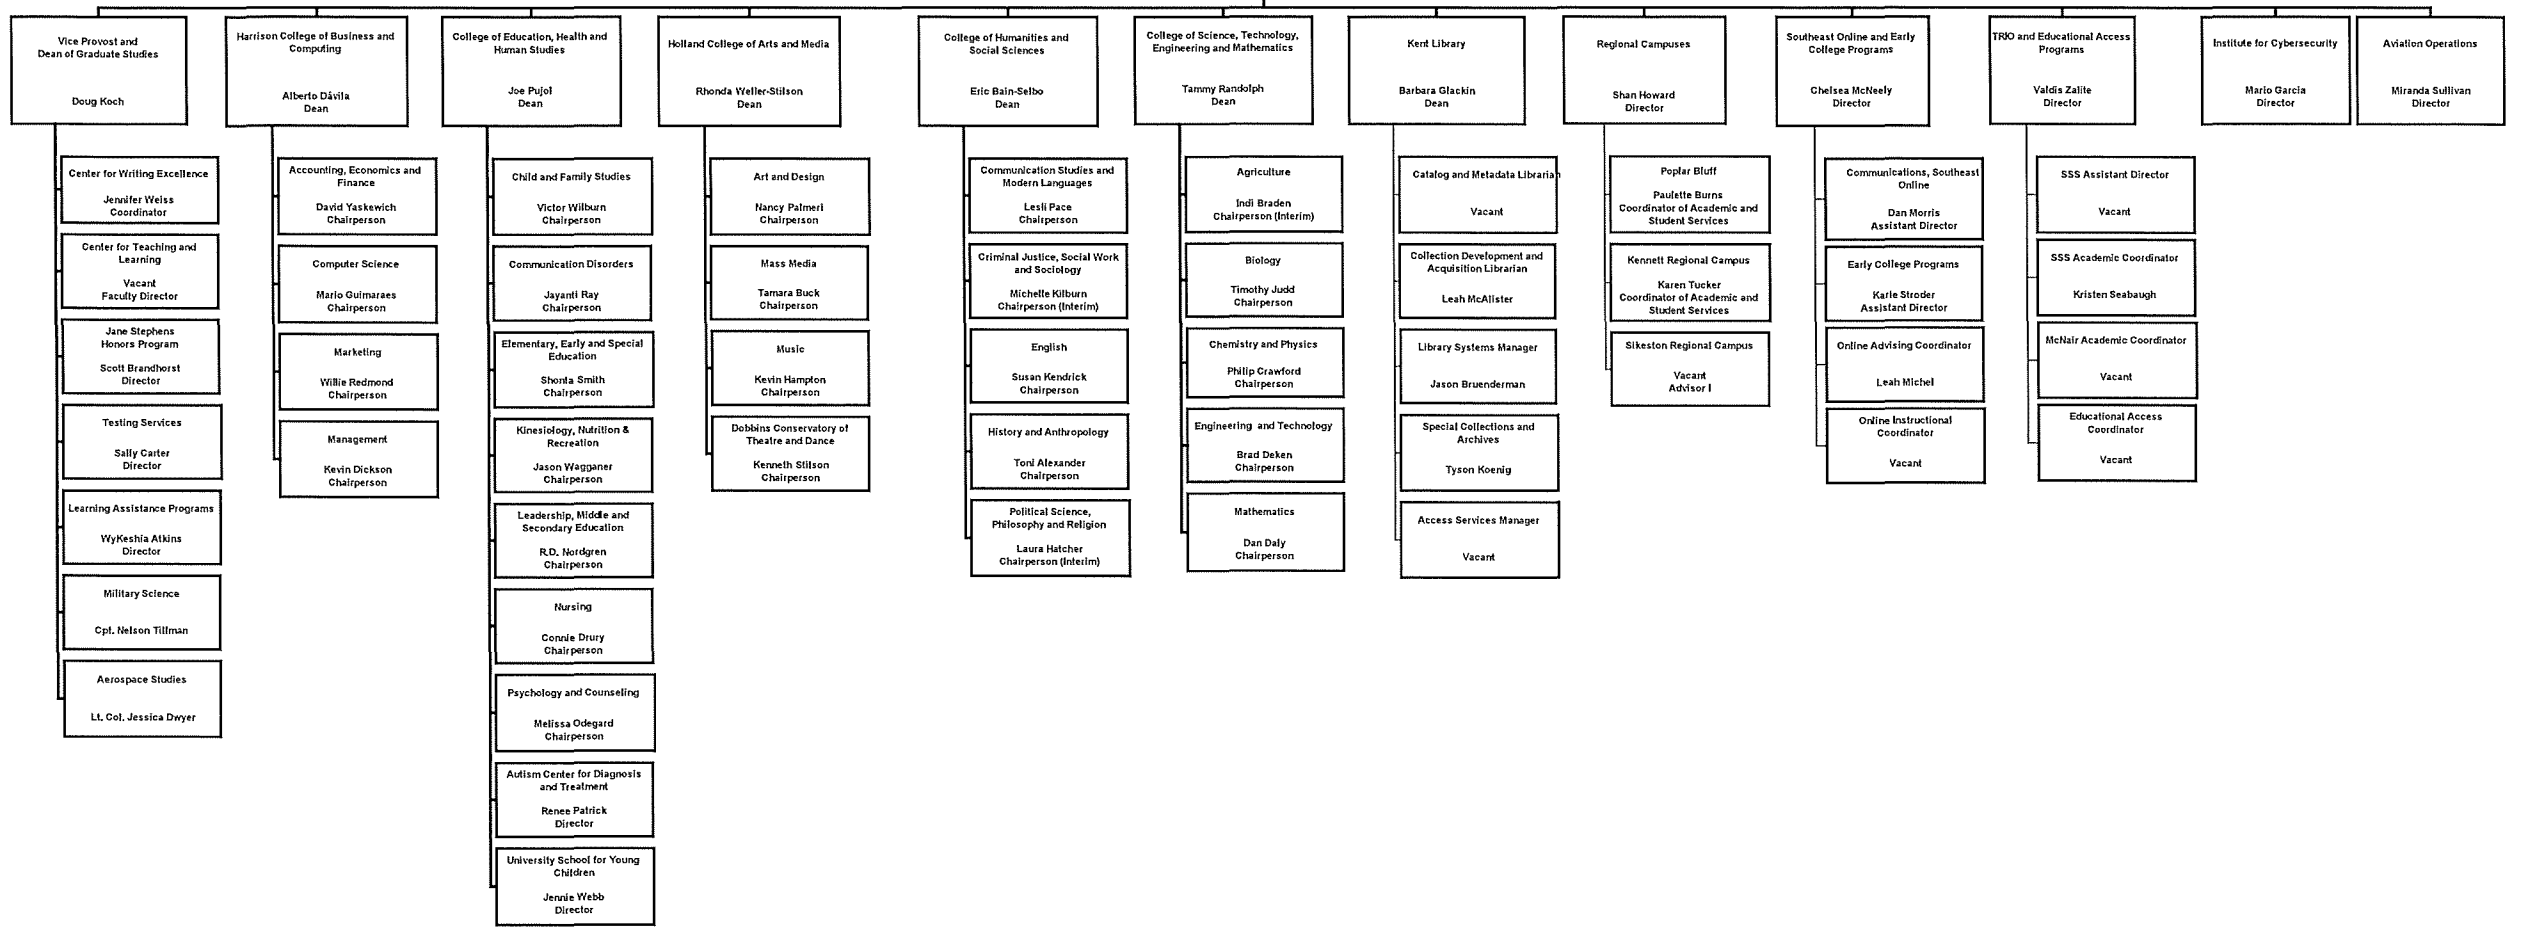 Vice Provost and
Dean of Graduate Studies
Doug Koch
Center for Writing Excellence
Jennifer Weiss
Coordinator
Center for Teaching and
Learning
Vacant
Faculty Director
Jane Stephens
Honors Program
Scott Brandhorst
Director
Testing Services
Sally Carter
Director
Learning Assistance Programs
WyKeshia Atkins
Director
Military Science
Cpt. Nelson Tillman
Aerospace Studies
Lt. Col. Jessica Dwyer
Harrison College of Business and
Computing
Alberto Dávila
Dean
Accounting, Economics and
Finance
David Yaskewich
Chairperson
Computer Science
Mario Guimaraes
Chairperson
Marketing
Willie Redmond
Chairperson
Management
Kevin Dickson
Chairperson
College of Education, Health and
Human Studies
Joe Pujol
Dean
Child and Family Studies
Victor Wilburn
Chairperson
Communication Disorders
Jayanti Ray
Chairperson
Elementary, Early and Special
Education
Shonta Smith
Chairperson
Kinesiology, Nutrition &
Recreation
Jason Wagganer
Chairperson
Leadership, Middle and
Secondary Education
R.D. Nordgren
Chairperson
Nursing
Connie Drury
Chairperson
Psychology and Counseling
Melissa Odegard
Chairperson
Autism Center for Diagnosis
and Treatment
Renee Patrick
Director
University School for Young
Children
Jennie Webb
Director
Holland College of Arts and Media
Rhonda Weller-Stilson
Dean
Art and Design
Nancy Palmeri
Chairperson
Mass Media
Tamara Buck
Chairperson
Music
Kevin Hampton
Chairperson
Dobbins Conservatory of
Theatre and Dance
Kenneth Stilson
Chairperson
College of Humanities and
Social Sciences
Eric Bain-Selbo
Dean
Communication Studies and
Modern Languages
Lesli Pace
Chairperson
Criminal Justice, Social Work
and Sociology
Michelle Kilburn
Chairperson (Interim)
English
Susan Kendrick
Chairperson
History and Anthropology
Toni Alexander
Chairperson
Political Science,
Philosophy and Religion
Laura Hatcher
Chairperson (Interim)
College of Science, Technology,
Engineering and Mathematics
Tammy Randolph
Dean
Agriculture
Indi Braden
Chairperson (Interim)
Biology
Timothy Judd
Chairperson
Chemistry and Physics
Philip Crawford
Chairperson
Engineering and Technology
Brad Deken
Chairperson
Mathematics
Dan Daly
Chairperson
Kent Library
Barbara Glackin
Dean
Catalog and Metadata Librarian
Vacant
Collection Development and
Acquisition Librarian
Leah McAlister
Library Systems Manager
Jason Bruenderman
Special Collections and
Archives
Tyson Koenig
Access Services Manager
Vacant
Regional Campuses
Shan Howard
Director
Poplar Bluff
Paulette Burns
Coordinator of Academic and
Student Services
Kennett Regional Campus
Karen Tucker
Coordinator of Academic and
Student Services
Sikeston Regional Campus
Vacant
Advisor I
Southeast Online and Early
College Programs
Chelsea McNeely
Director
Communications, Southeast
Online
Dan Morris
Assistant Director
Early College Programs
Karie Stroder
Assistant Director
Online Advising Coordinator
Leah Michel
Online Instructional
Coordinator
Vacant
TRIO and Educational Access
Programs
Valdis Zalite
Director
SSS Assistant Director
Vacant
SSS Academic Coordinator
Kristen Seabaugh
McNair Academic Coordinator
Vacant
Educational Access
Coordinator
Vacant
Institute for Cybersecurity
Mario Garcia
Director
Aviation Operations
Miranda Sullivan
Director